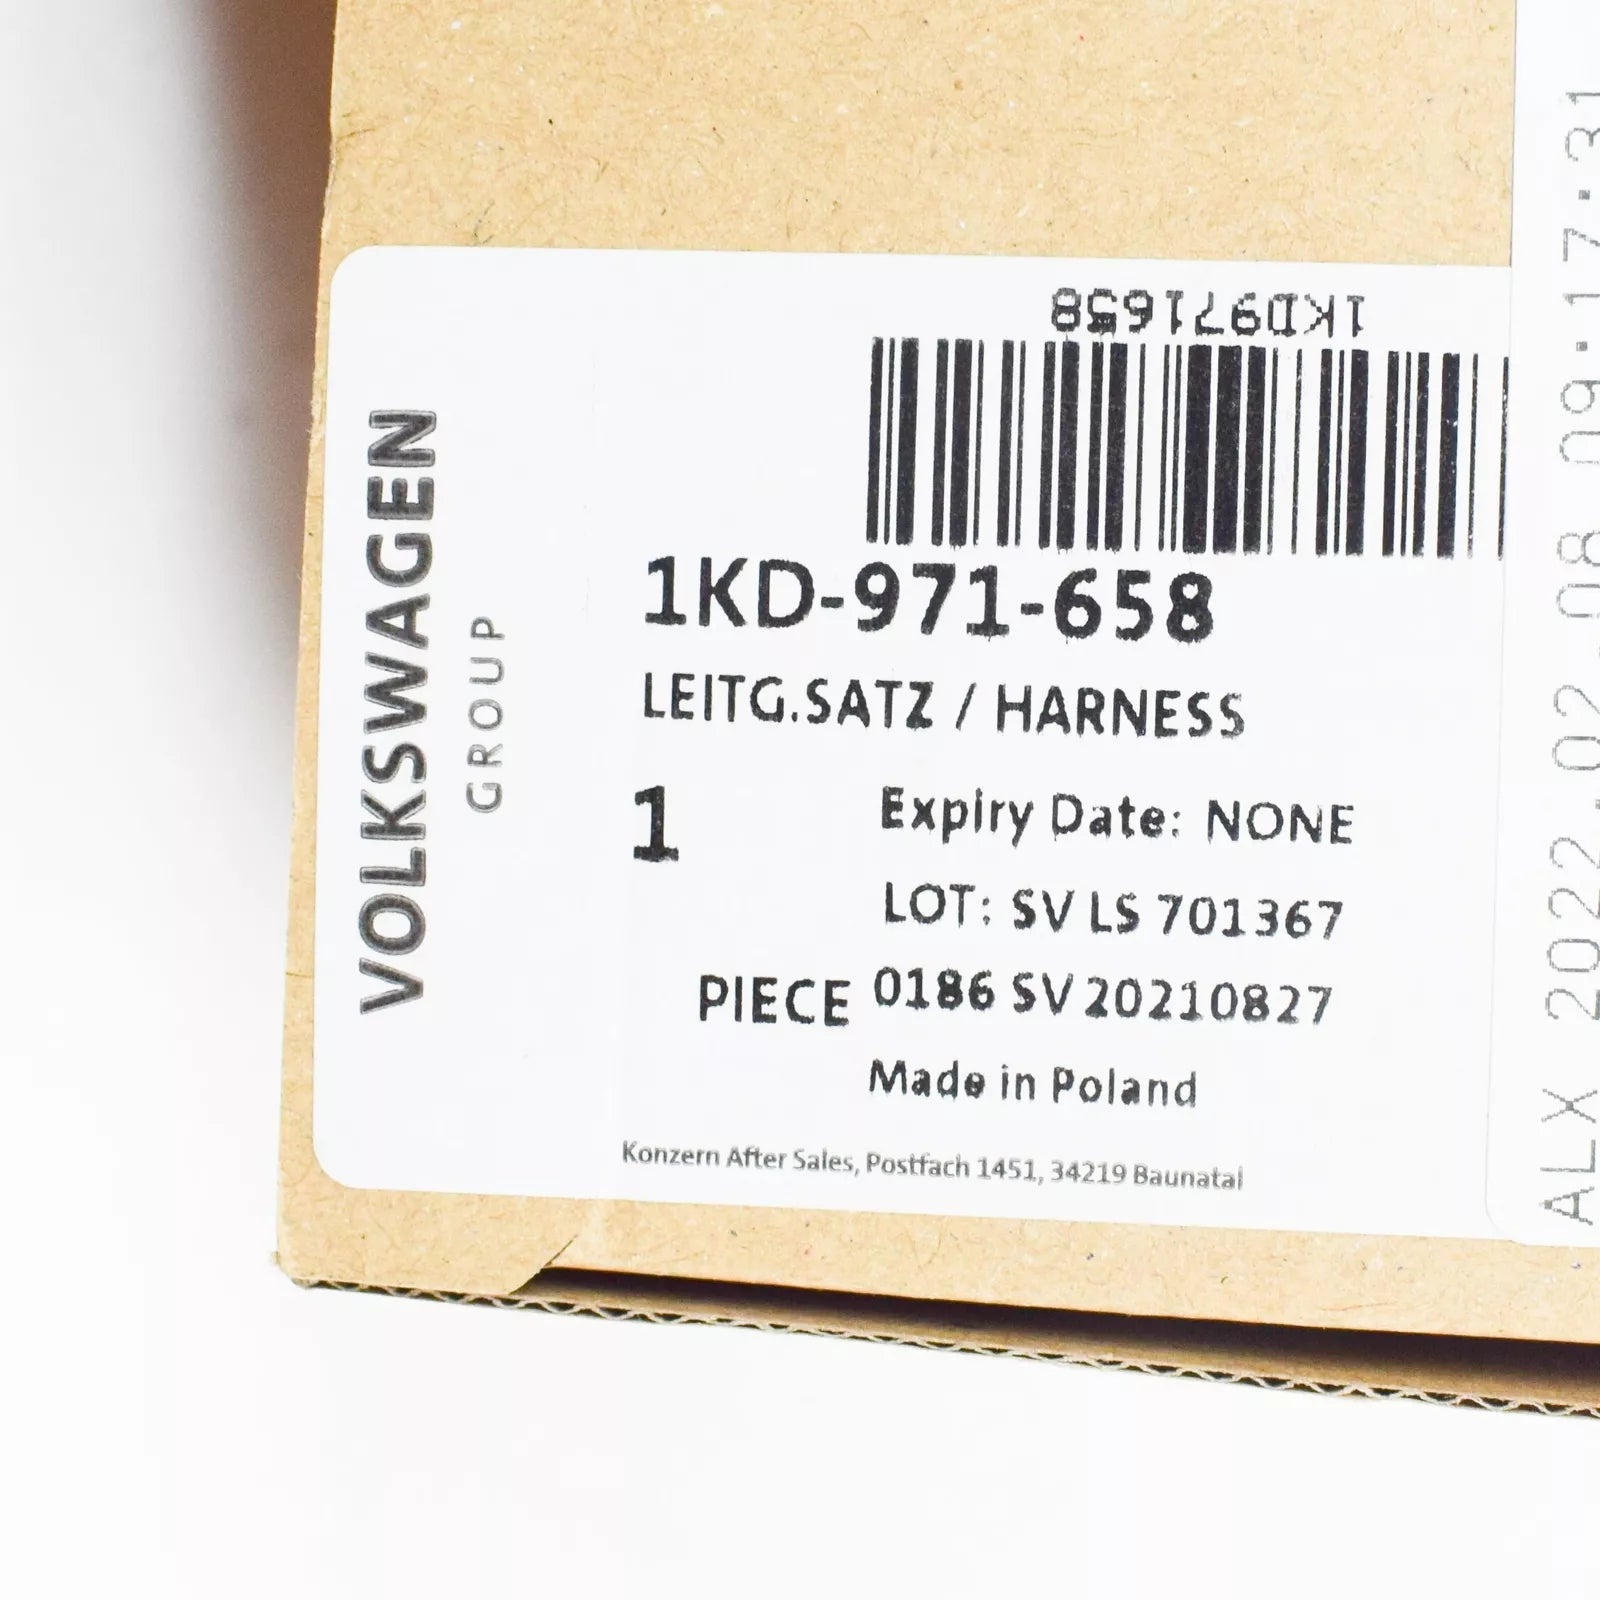 1KD971658
1KD-971-658
LEITG.SATZ / HARNESS
1
Expiry Date: NONE
LOT: SV LS 701367
PIECE 0186 SV 20210827
Made in Poland
Konzern After Sales, Postfach 1451, 34219 Baunatal
VOLKSWAGEN
GROUP
ALX 2022.02.08 09:17:31